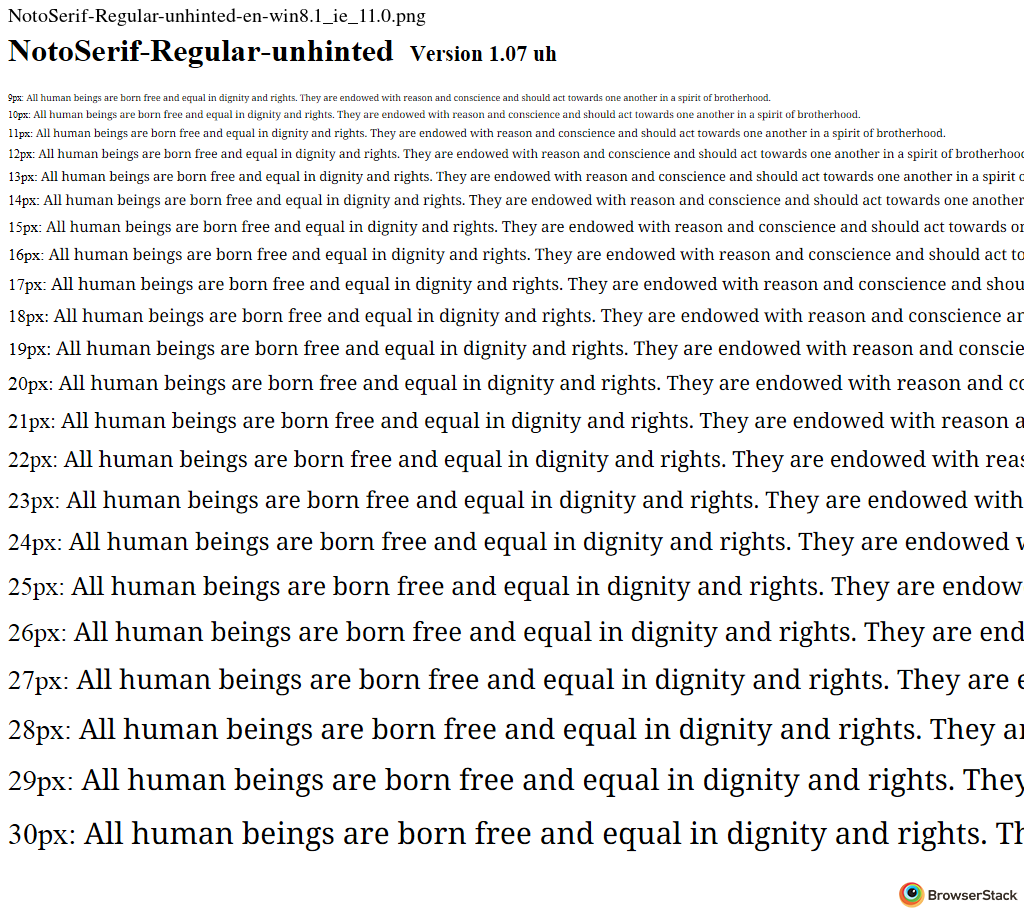 NotoSerif-Regular-unhinted-en-win8.1_ie_11.0.png
NotoSerif-Regular-unhinted Version 1.07 uh
9px: All human beings are born free and equal in dignity and rights. They are endowed with reason and conscience and should act towards one another in a spirit of brotherhood.
10px: All human beings are born free and equal in dignity and rights. They are endowed with reason and conscience and should act towards one another in a spirit of brotherhood.
11px: All human beings are born free and equal in dignity and rights. They are endowed with reason and conscience and should act towards one another in a spirit of brotherhood.
12px: All human beings are born free and equal in dignity and rights. They are endowed with reason and conscience and should act towards one another in a spirit of brotherhoo
13px: All human beings are born free and equal in dignity and rights. They are endowed with reason and conscience and should act towards one another in a spirit
14px: All human beings are born free and equal in dignity and rights. They are endowed with reason and conscience and should act towards one another
15px: All human beings are born free and equal in dignity and rights. They are endowed with reason and conscience and should act towards
16px: All human beings are born free and equal in dignity and rights. They are endowed with reason and conscience and should act to
17px: All human beings are born free and equal in dignity and rights. They are endowed with reason and conscience and shou
18px: All human beings are born free and equal in dignity and rights. They are endowed with reason and conscience
19px: All human beings are born free and equal in dignity and rights. They are endowed with reason and conscie
20px: All human beings are born free and equal in dignity and rights. They are endowed with reason and
21px: All human beings are born free and equal in dignity and rights. They are endowed with reason a
22px: All human beings are born free and equal in dignity and rights. They are endowed with reas
23px: All human beings are born free and equal in dignity and rights. They are endowed with
24px: All human beings are born free and equal in dignity and rights. They are endowed
25px: All human beings are born free and equal in dignity and rights. They are endow
26px: All human beings are born free and equal in dignity and rights. They are end
27px: All human beings are born free and equal in dignity and rights. They are
28px: All human beings are born free and equal in dignity and rights. They
29px: All human beings are born free and equal in dignity and rights. They
30px: All human beings are born free and equal in dignity and rights. Th
BrowserStack